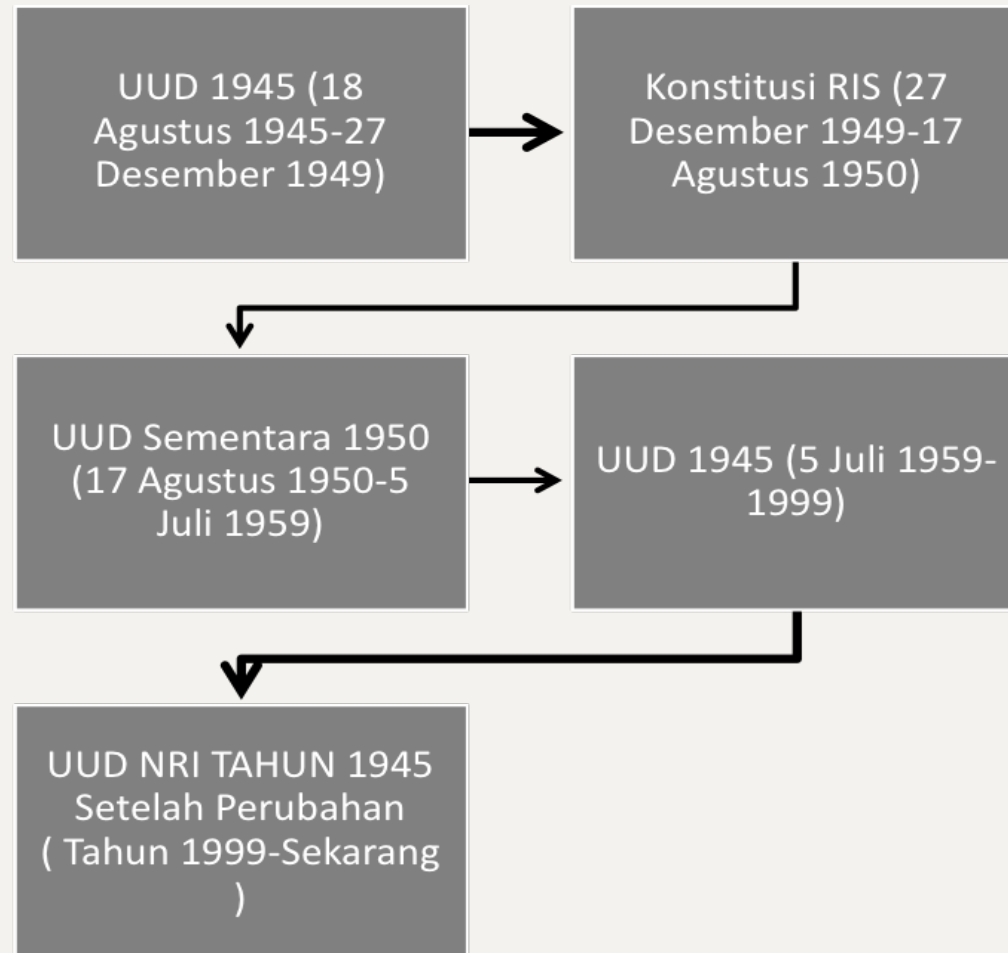 UUD 1945 (18
Agustus 1945-27
Desember 1949)
Konstitusi RIS (27
Desember 1949-17
Agustus 1950)
UUD Sementara 1950
(17 Agustus 1950-5
Juli 1959)
UUD 1945 (5 Juli 1959-
1999)
UUD NRI TAHUN 1945
Setelah Perubahan
( Tahun 1999-Sekarang
)